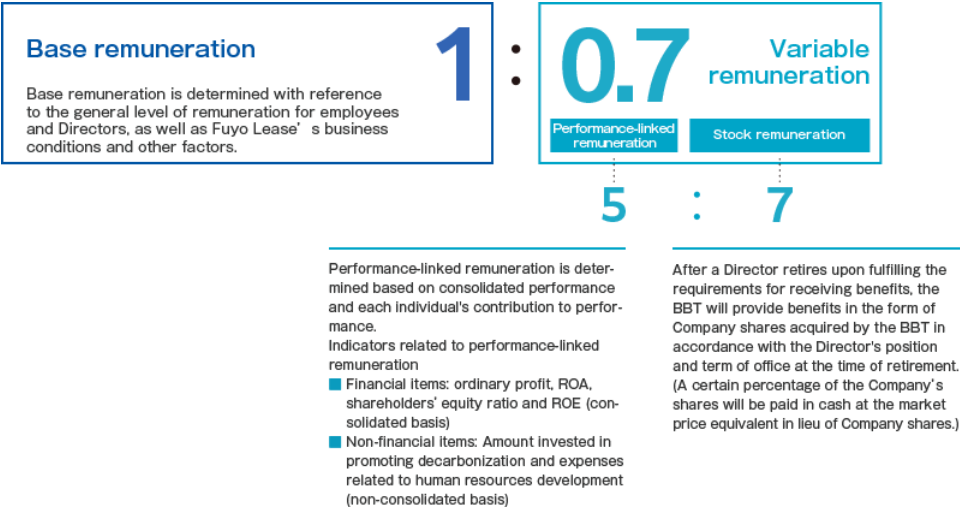 Base remuneration
Base remuneration is determined with reference
to the general level of remuneration for employees
and Directors, as well as Fuyo Lease’s business
conditions and other factors.
1
:
0.7
Variable
remuneration
Performance-linked
remuneration
Stock remuneration
5 : 7
Performance-linked remuneration is deter-
mined based on consolidated performance
and each individual's contribution to perfor-
mance.
Indicators related to performance-linked
remuneration
■ Financial items: ordinary profit, ROA,
shareholders’ equity ratio and ROE (con-
solidated basis)
■ Non-financial items: Amount invested in
promoting decarbonization and expenses
related to human resources development
(non-consolidated basis)
After a Director retires upon fulfilling the
requirements for receiving benefits, the
BBT will provide benefits in the form of
Company shares acquired by the BBT in
accordance with the Director's position
and term of office at the time of retirement.
(A certain percentage of the Company’s
shares will be paid in cash at the market
price equivalent in lieu of Company shares.)